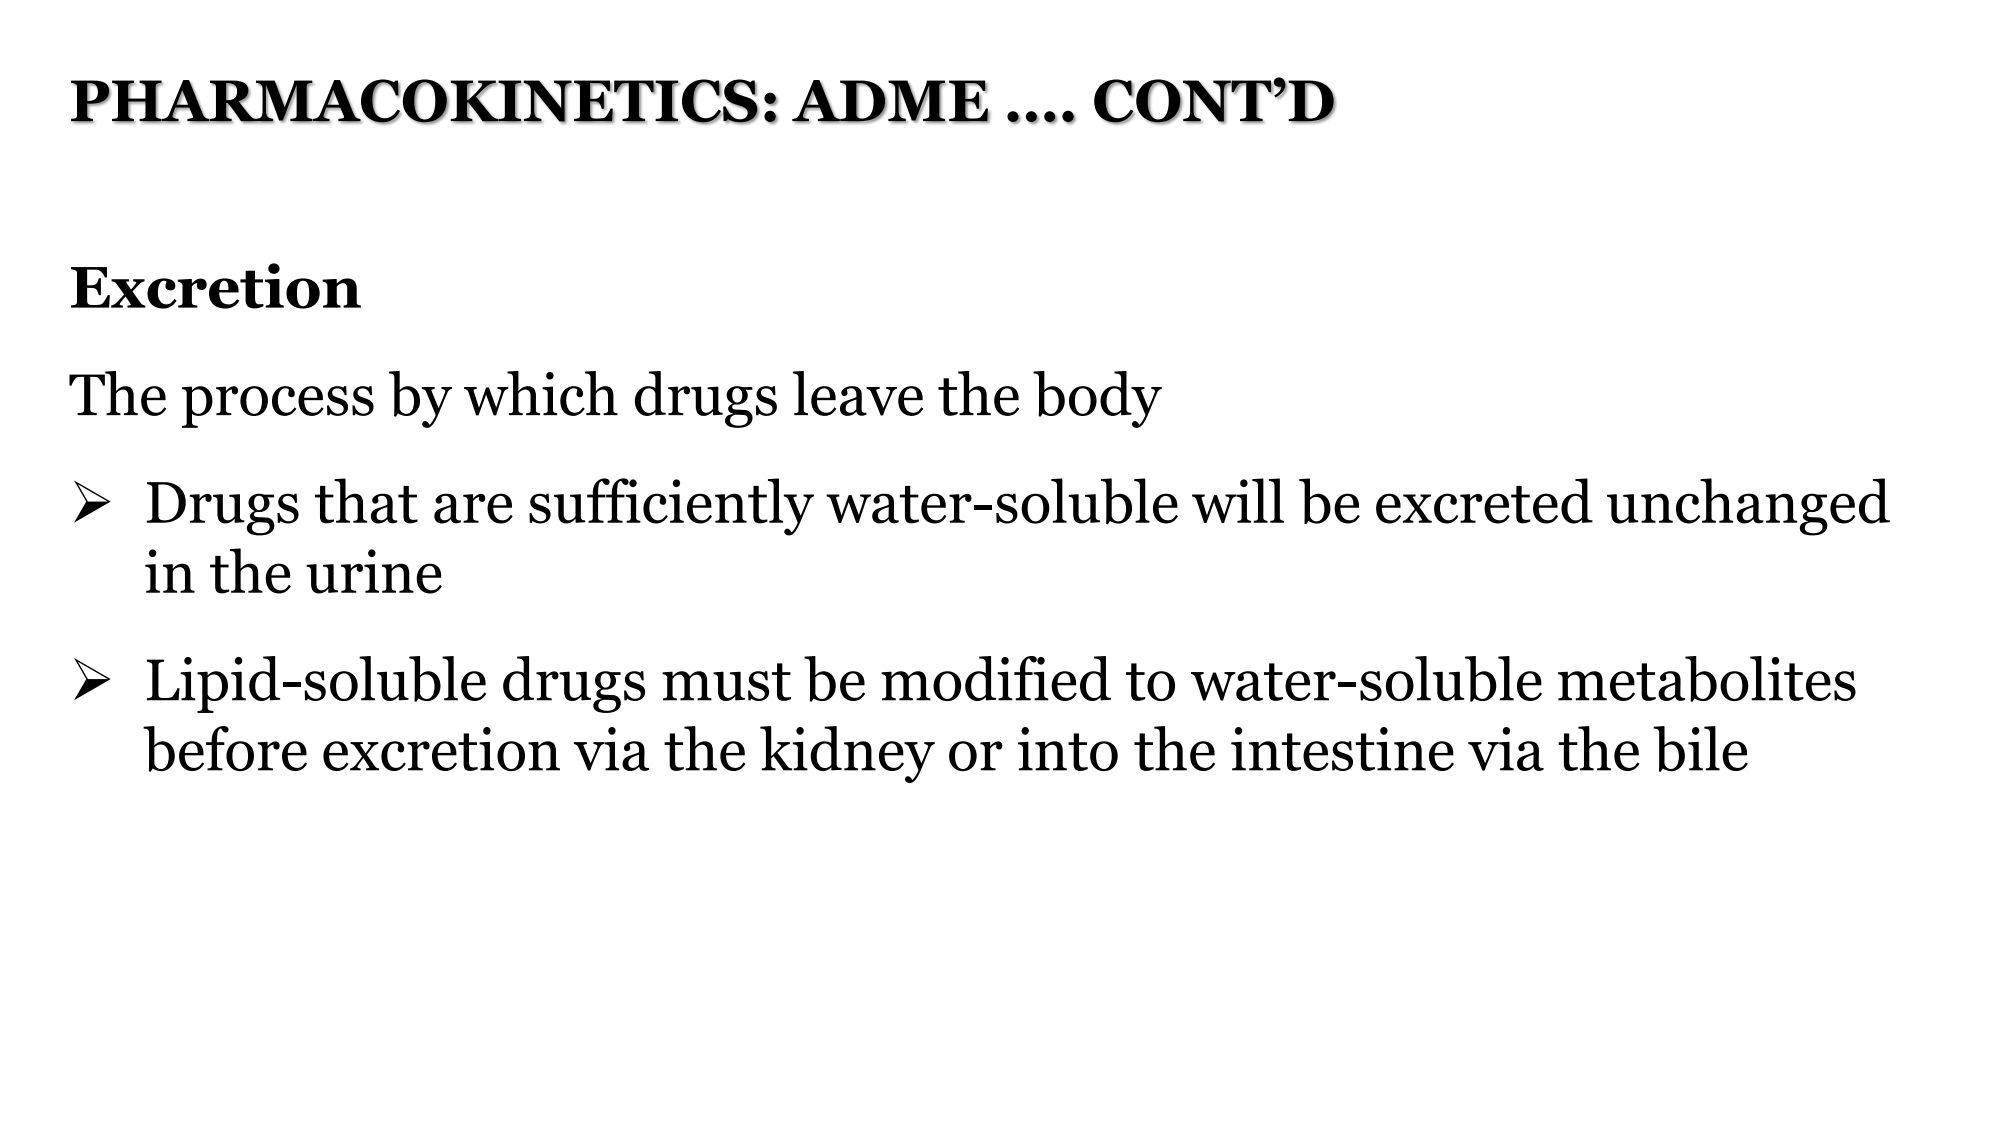 PHARMACOKINETICS: ADME .... CONT’D
Excretion
The process by which drugs leave the body
➢ Drugs that are sufficiently water-soluble will be excreted unchanged
in the urine
➢ Lipid-soluble drugs must be modified to water-soluble metabolites
before excretion via the kidney or into the intestine via the bile